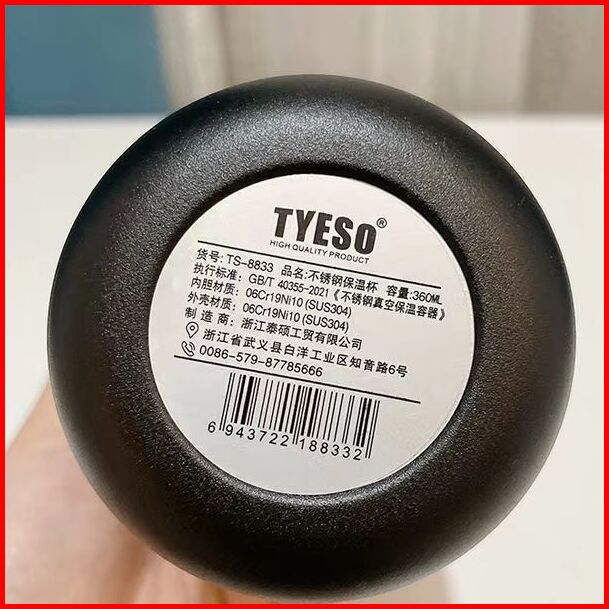 TYESO®
HIGH QUALITY PRODUCT
货号: TS-8833 品名:不锈钢保温杯 容量:360ML
执行标准: GB/T 40355-2021《不锈钢真空保温容器》
内胆材质: 06Cr19Ni10 (SUS304)
外壳材质: 06Cr19Ni10 (SUS304)
制 造 商: 浙江泰硕工贸有限公司
浙江省武义县白洋工业区知音路6号
0086-579-87785666
6 943722 188332